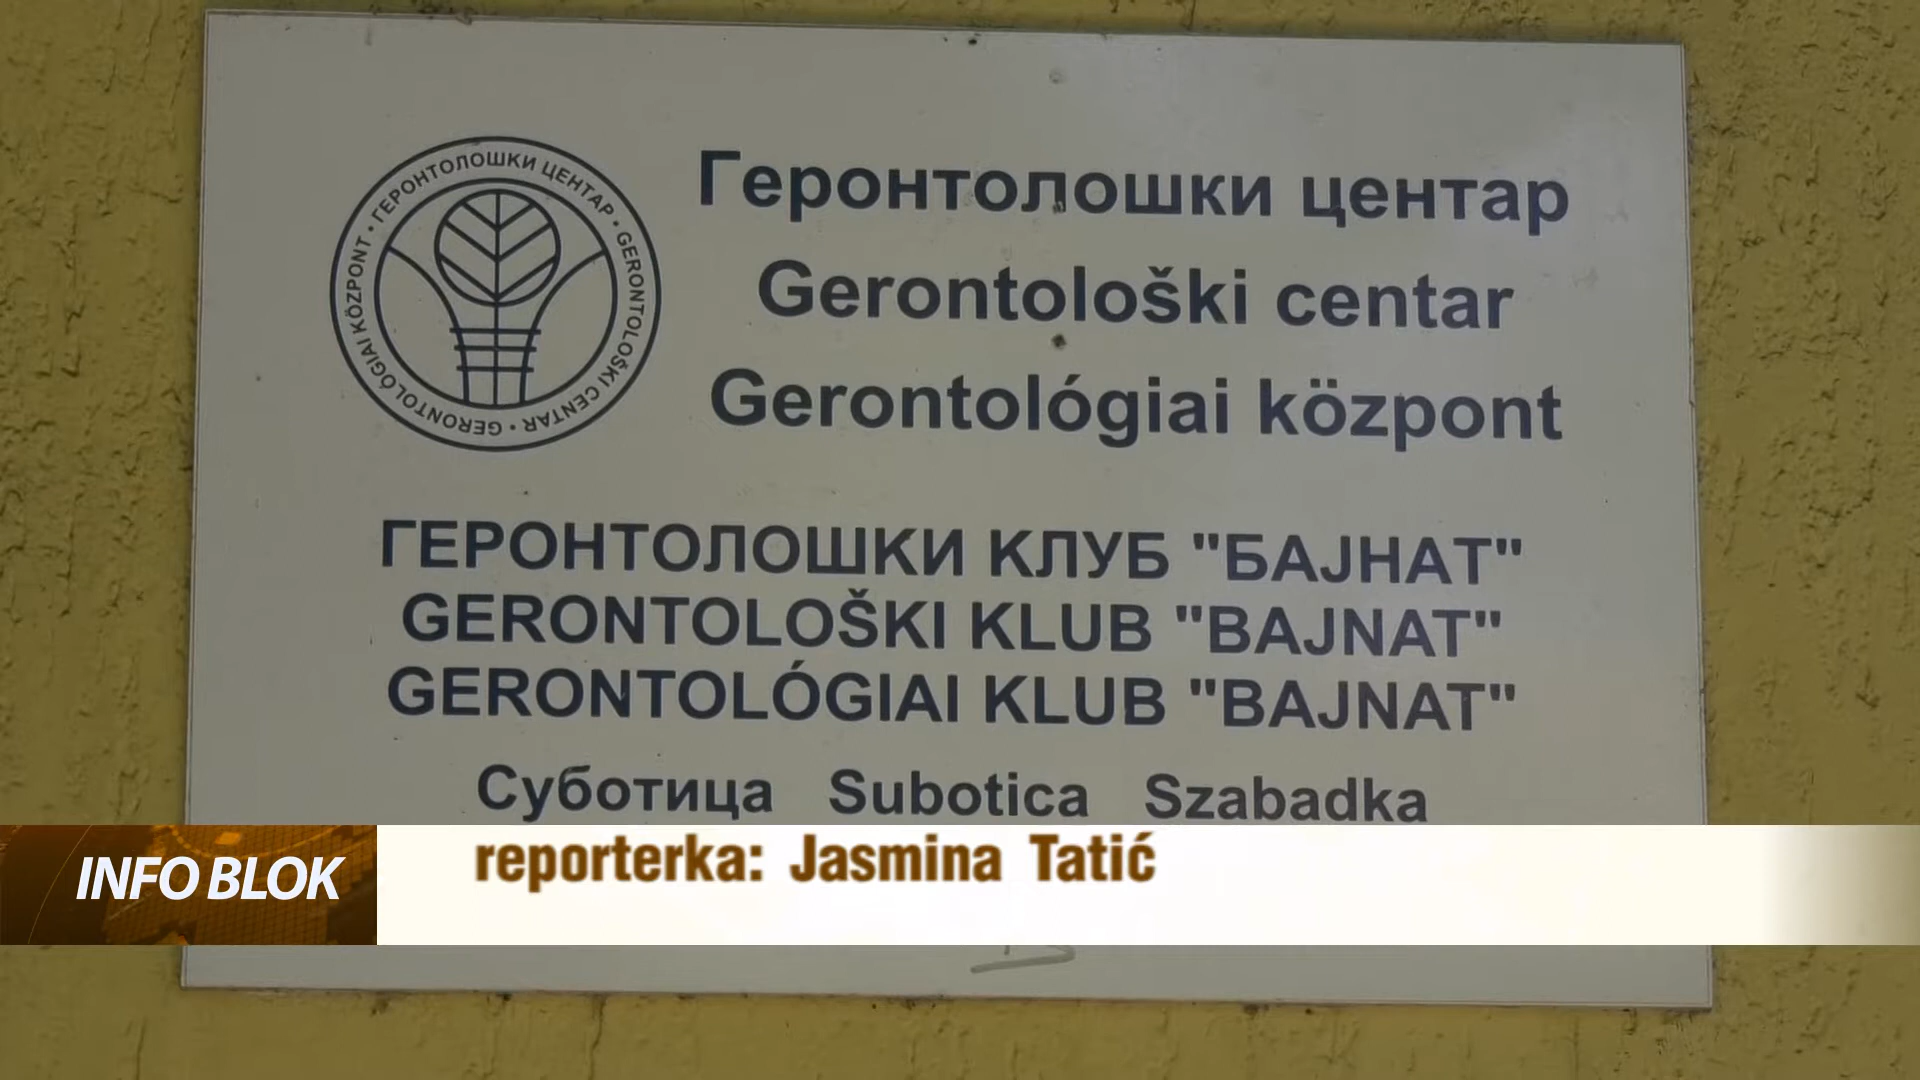 ГЕРОНТОЛОШКИ ЦЕНТАР • GERONTOLOŠKI CENTAR • GERONTOLÓGIAI KÖZPONT •
Геронтолошки центар
Gerontološki centar
Gerontológiai központ
ГЕРОНТОЛОШКИ КЛУБ "БАЈНАТ"
GERONTOLOŠKI KLUB "BAJNAT"
GERONTOLÓGIAI KLUB "BAJNAT"
Суботица Subotica Szabadka
INFO BLOK
reporterka: Jasmina Tatić